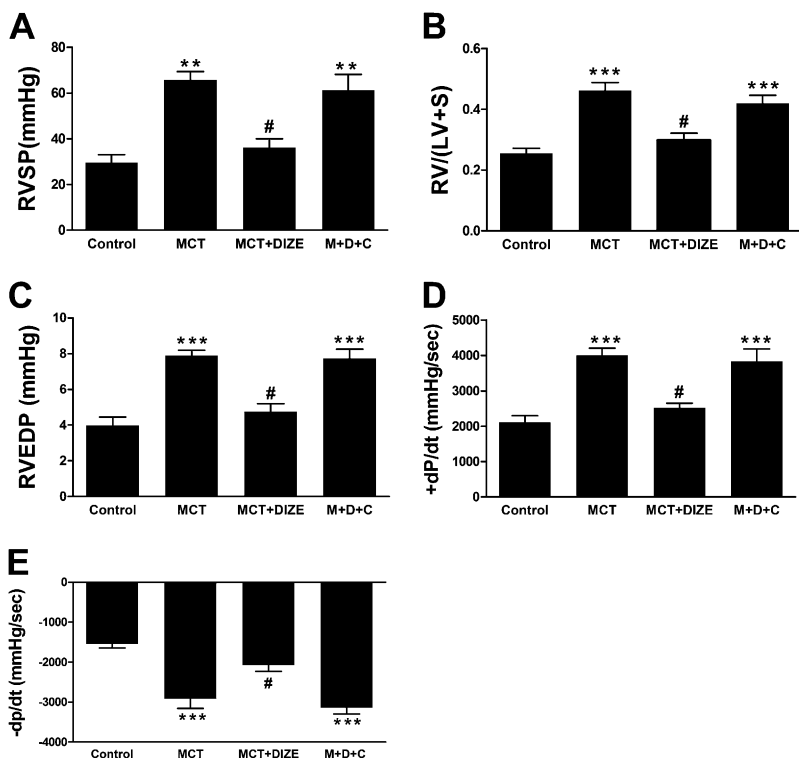 A
RVSP(mmHg)
80
60
40
20
0
**
#
**
Control MCT MCT+DIZE M+D+C
B
RV/(LV+S)
0.6
0.4
0.2
0.0
***
#
***
Control MCT MCT+DIZE M+D+C
C
RVEDP (mmHg)
10
8
6
4
2
0
***
#
***
Control MCT MCT+DIZE M+D+C
D
+dP/dt (mmHg/sec)
5000
4000
3000
2000
1000
0
***
#
***
Control MCT MCT+DIZE M+D+C
E
-dp/dt (mmHg/sec)
0
-1000
-2000
-3000
-4000
***
#
***
Control MCT MCT+DIZE M+D+C